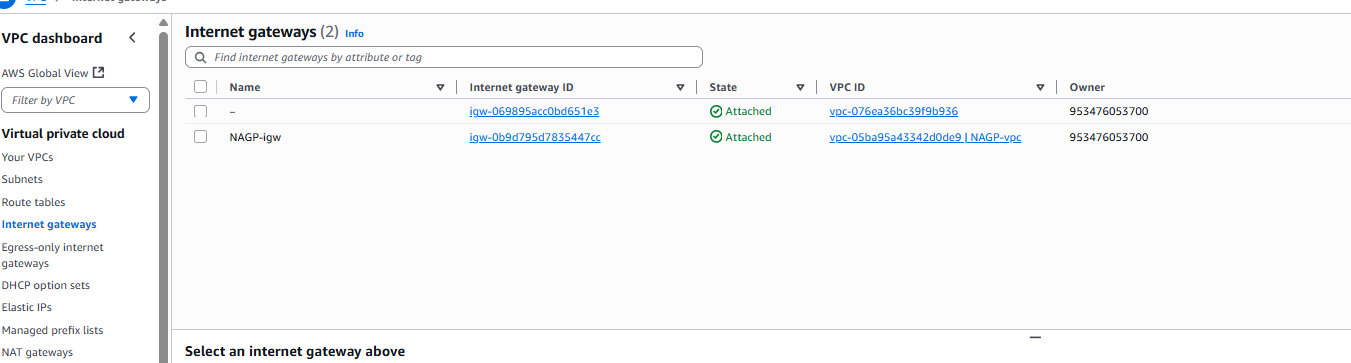 VPC dashboard
AWS Global View
Filter by VPC
Virtual private cloud
Your VPCs
Subnets
Route tables
Internet gateways
Egress-only internet
gateways
DHCP option sets
Elastic IPs
Managed prefix lists
NAT gateways
Internet gateways (2) Info
Find internet gateways by attribute or tag
Name Internet gateway ID State VPC ID Owner
– igw-069895acc0bd651e3 Attached vpc-076ea36bc39f9b936 953476053700
NAGP-igw igw-0b9d795d7835447cc Attached vpc-05ba95a43342d0de9 | NAGP-vpc 953476053700
Select an internet gateway above